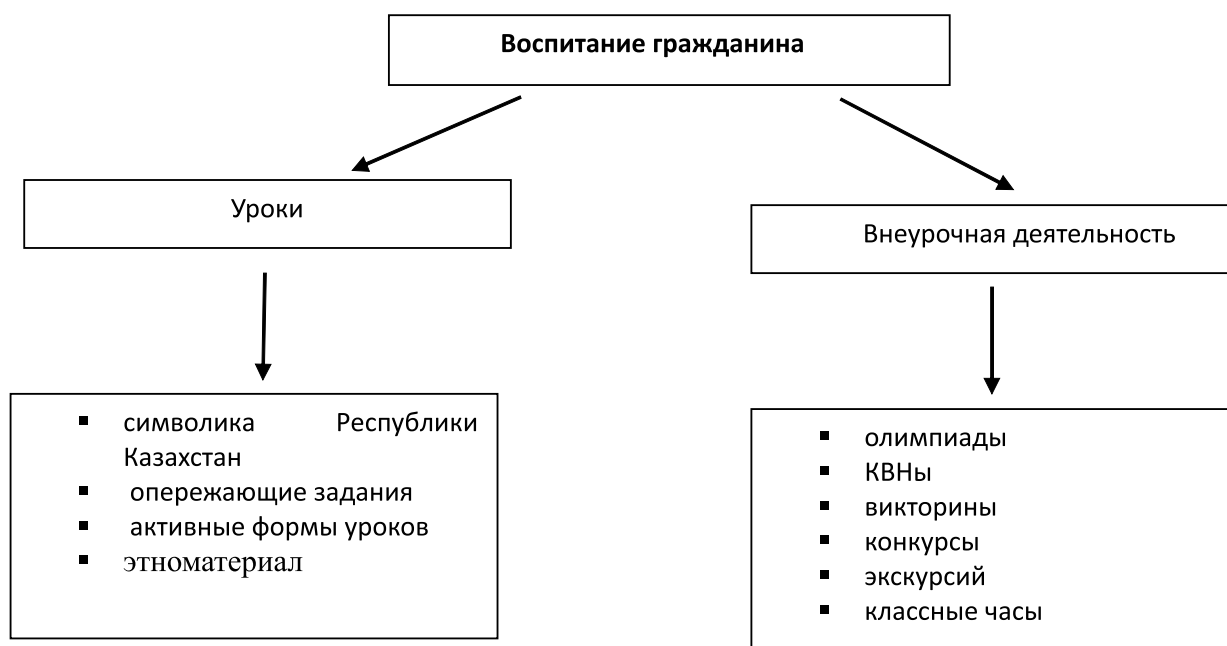 Воспитание гражданина
Уроки
Внеурочная деятельность
▪ символика Республики
Казахстан
▪ опережающие задания
▪ активные формы уроков
▪ этноматериал
▪ олимпиады
▪ КВНы
▪ викторины
▪ конкурсы
▪ экскурсий
▪ классные часы